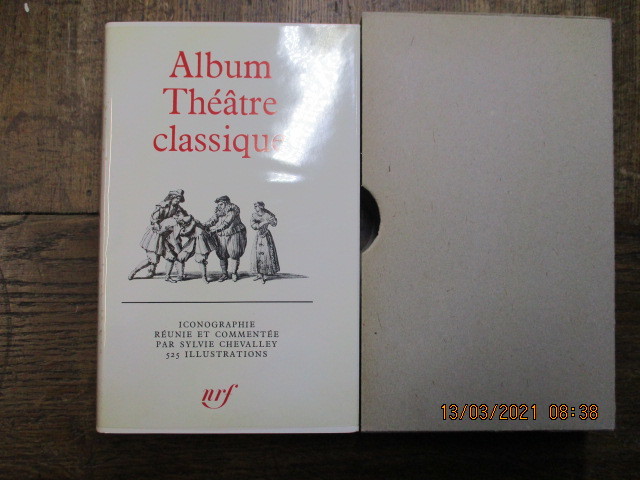 Album
Théâtre
classique
ICONOGRAPHIE
RÉUNIE ET COMMENTÉE
PAR SYLVIE CHEVALLEY
525 ILLUSTRATIONS
nrf
13/03/2021 08:38